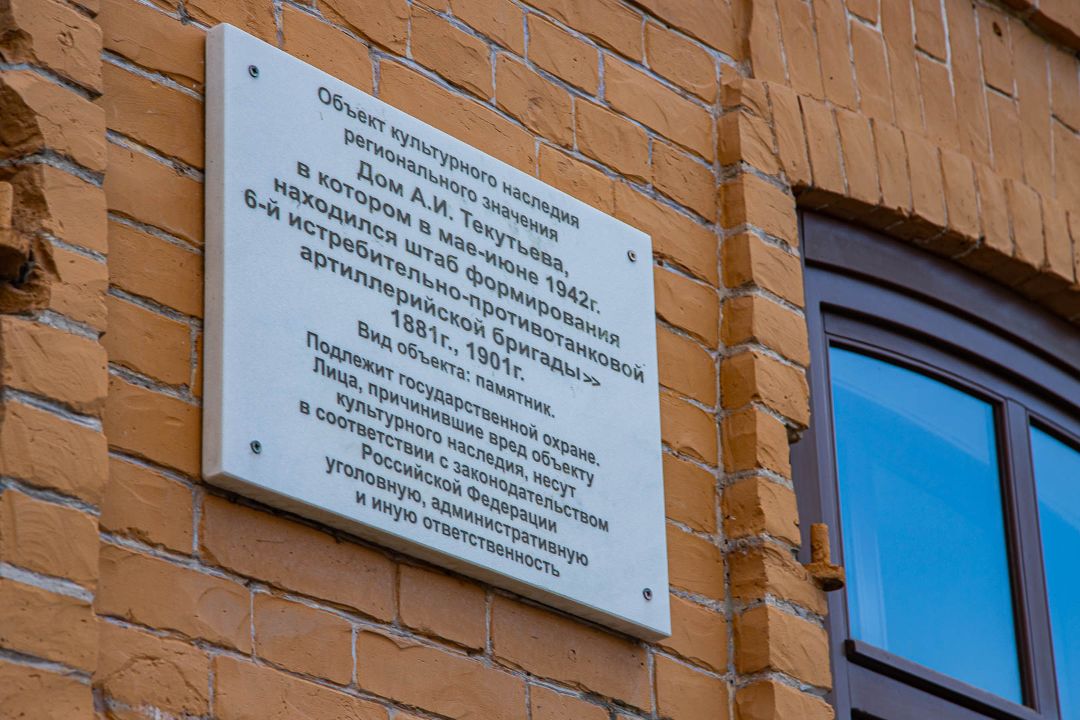 Объект культурного наследия
регионального значения
Дом А.И. Текутьева,
в котором в мае-июне 1942г.
находился штаб формирования
6-й истребительно-противотанковой
артиллерийской бригады>>
1881г., 1901г.
Вид объекта: памятник.
Подлежит государственной охране.
Лица, причинившие вред объекту
культурного наследия, несут
в соответствии с законодательством
Российской Федерации
уголовную, административную
и иную ответственность